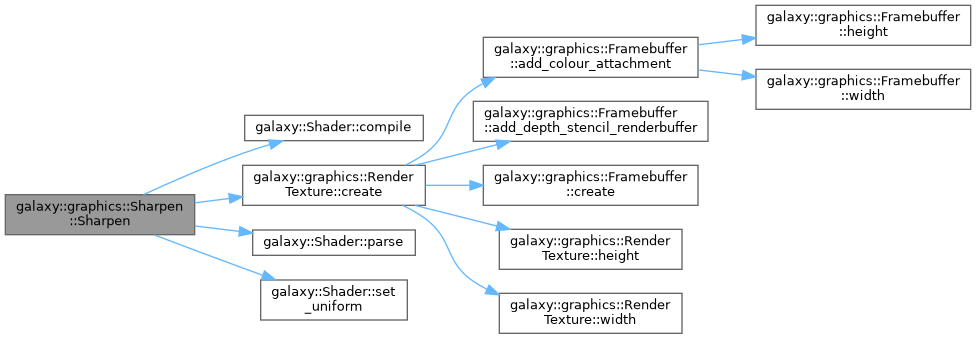 galaxy::graphics::Sharpen
::Sharpen
galaxy::Shader::compile
galaxy::graphics::Render
Texture::create
galaxy::Shader::parse
galaxy::Shader::set
_uniform
galaxy::graphics::Framebuffer
::add_colour_attachment
galaxy::graphics::Framebuffer
::add_depth_stencil_renderbuffer
galaxy::graphics::Framebuffer
::create
galaxy::graphics::Render
Texture::height
galaxy::graphics::Render
Texture::width
galaxy::graphics::Framebuffer
::height
galaxy::graphics::Framebuffer
::width